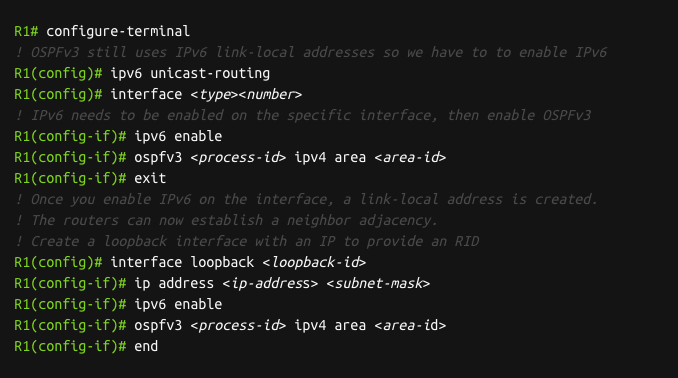 R1# configure-terminal
! OSPFv3 still uses IPv6 link-local addresses so we have to to enable IPv6
R1(config)# ipv6 unicast-routing
R1(config)# interface <type><number>
! IPv6 needs to be enabled on the specific interface, then enable OSPFv3
R1(config-if)# ipv6 enable
R1(config-if)# ospfv3 <process-id> ipv4 area <area-id>
R1(config-if)# exit
! Once you enable IPv6 on the interface, a link-local address is created.
! The routers can now establish a neighbor adjacency.
! Create a loopback interface with an IP to provide an RID
R1(config)# interface loopback <loopback-id>
R1(config-if)# ip address <ip-address> <subnet-mask>
R1(config-if)# ipv6 enable
R1(config-if)# ospfv3 <process-id> ipv4 area <area-id>
R1(config-if)# end